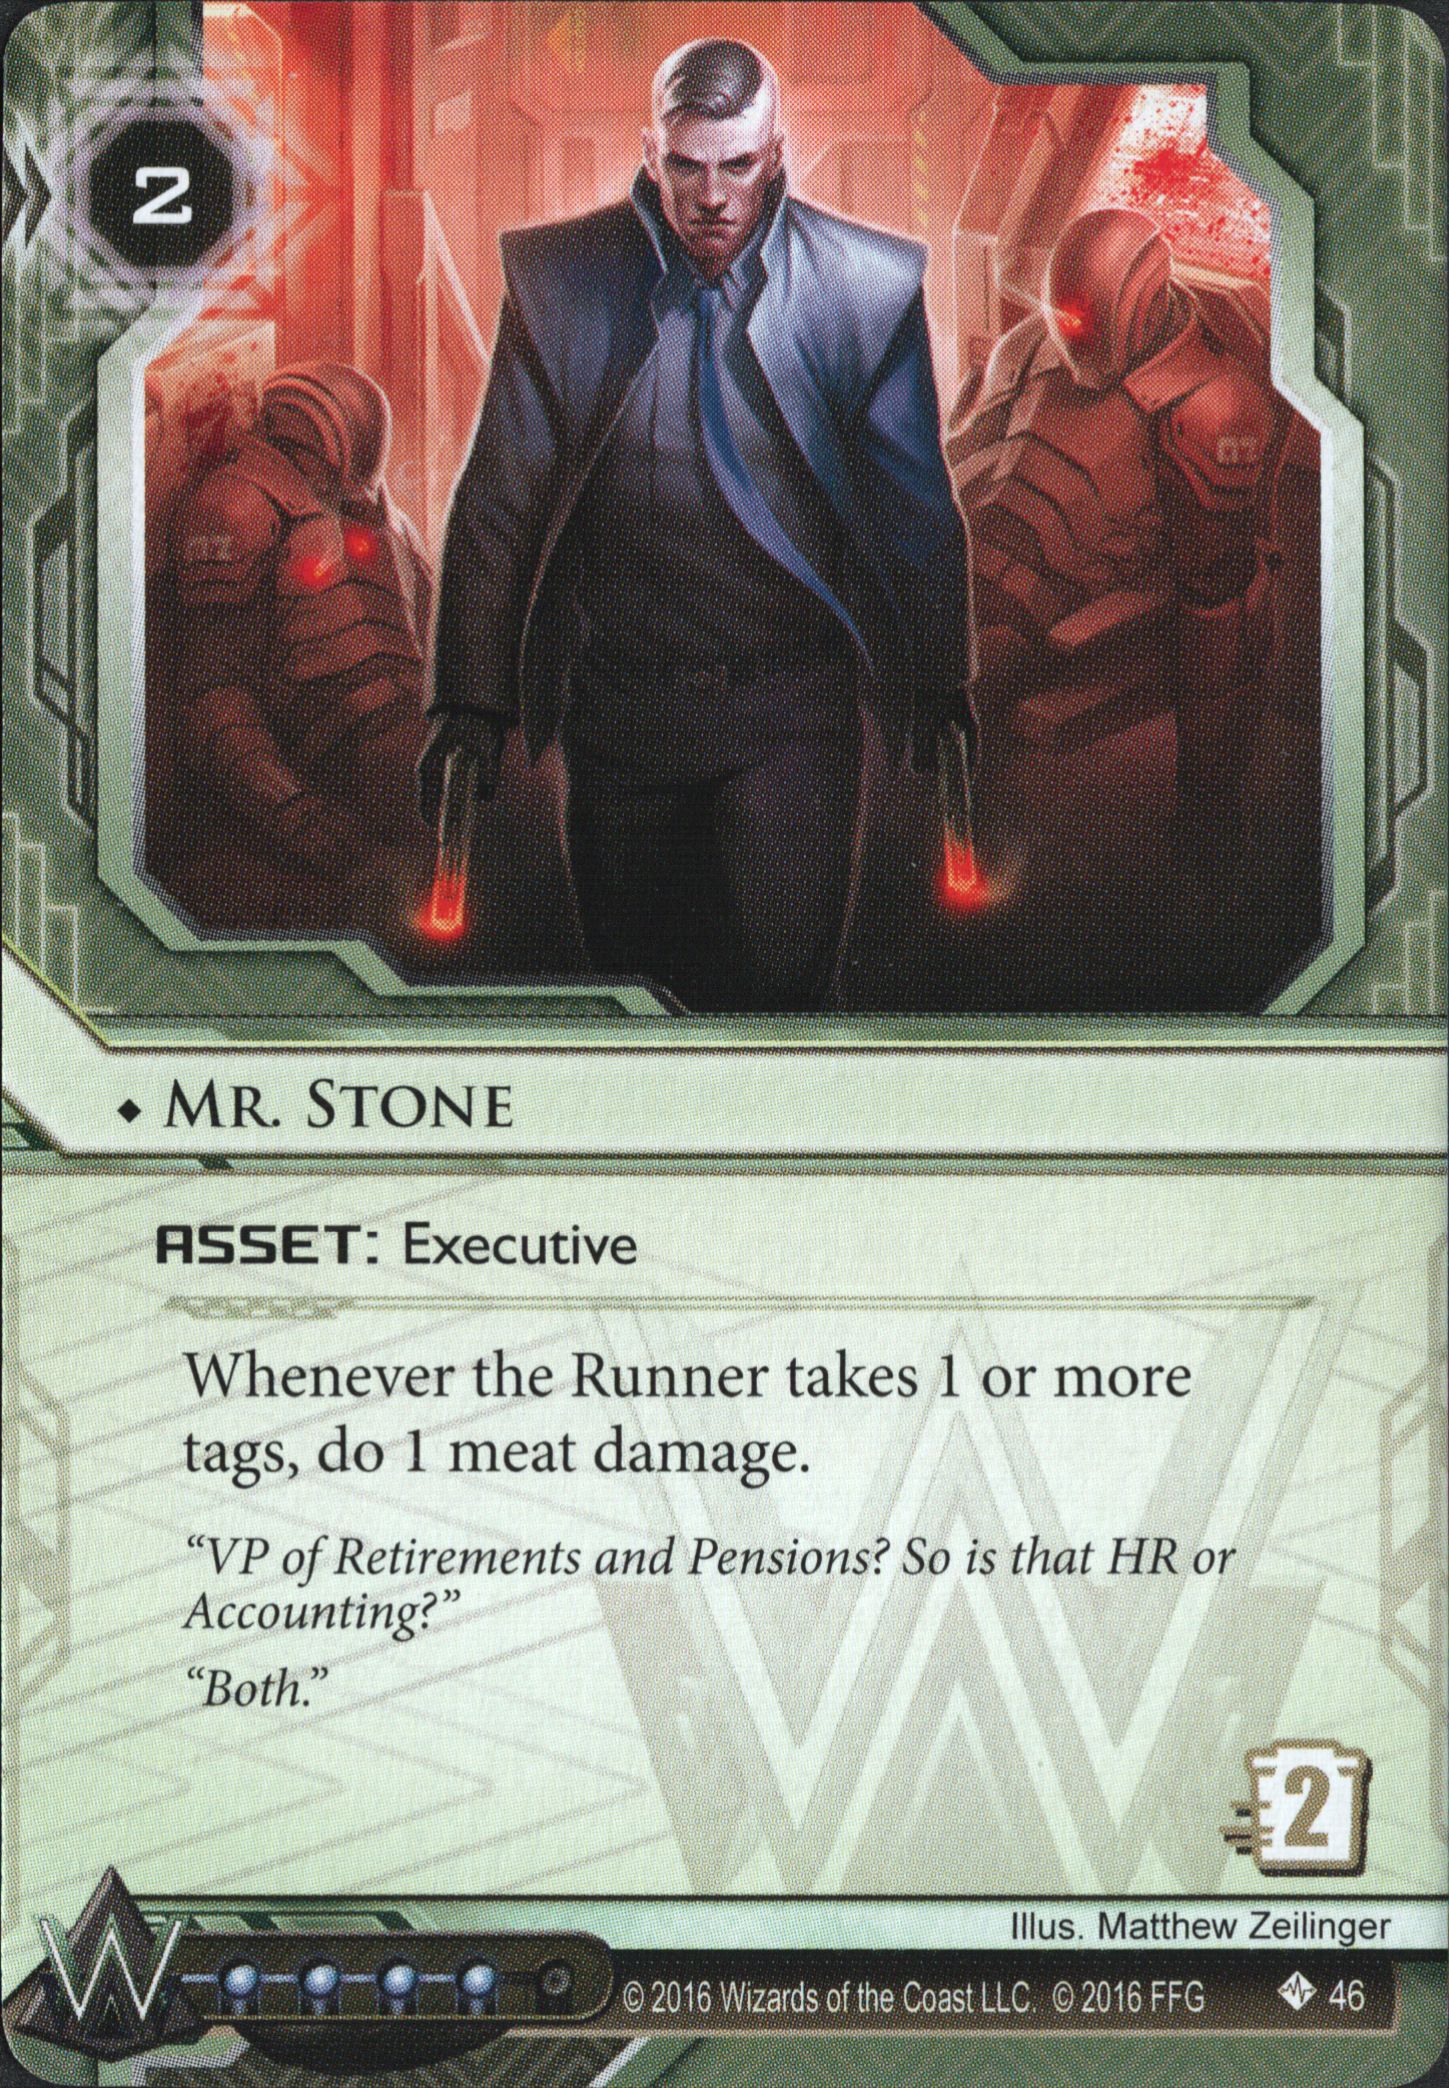 2
◆ MR. STONE
ASSET: Executive
Whenever the Runner takes 1 or more
tags, do 1 meat damage.
“VP of Retirements and Pensions? So is that HR or
Accounting?”
“Both.”
2
Illus. Matthew Zeilinger
W
© 2016 Wizards of the Coast LLC. © 2016 FFG
46